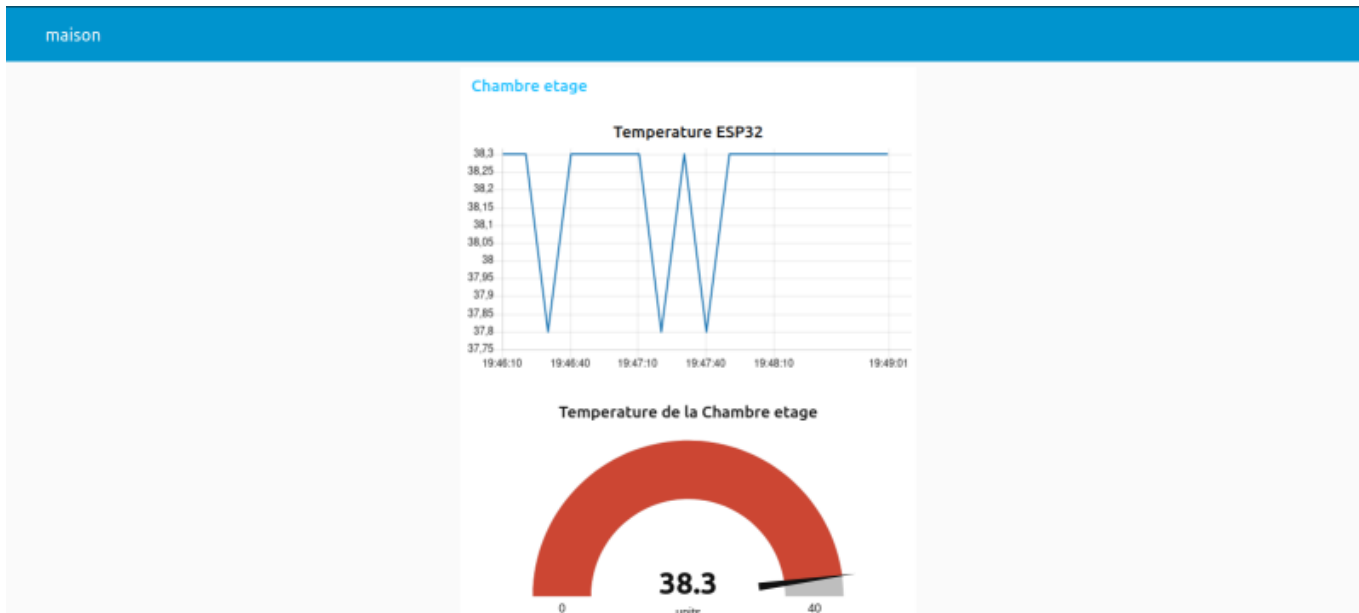 maison
Chambre etage
Temperature ESP32
38,3
38,25
38,2
38,15
38,1
38,05
38
37,95
37,9
37,85
37,8
37,75
19:46:10 19:46:40 19:47:10 19:47:40 19:48:10 19:49:01
Temperature de la Chambre etage
38.3
0 units 40